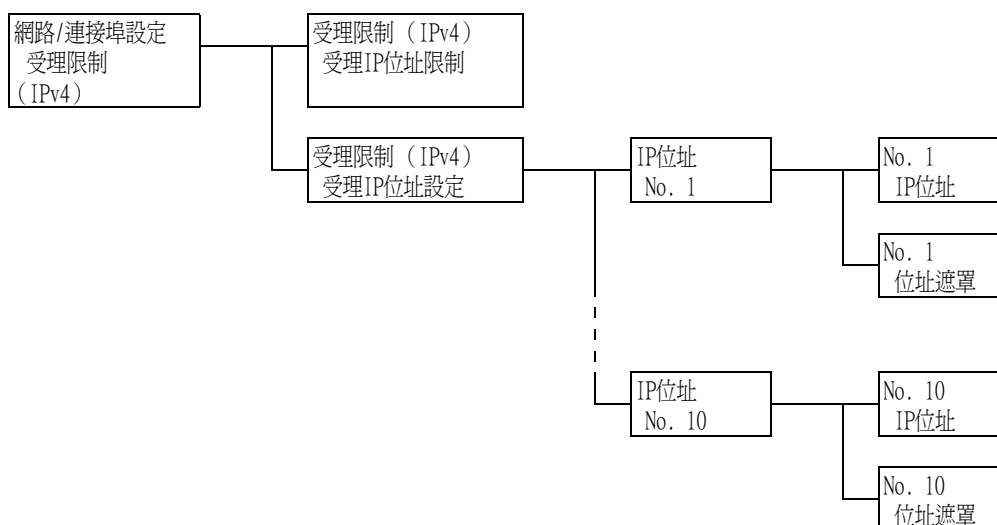 網路/連接埠設定
受理限制
（IPv4）
受理限制（IPv4）
受理IP位址限制
受理限制（IPv4）
受理IP位址設定
IP位址
No. 1
No. 1
IP位址
No. 1
位址遮罩
IP位址
No. 10
No. 10
IP位址
No. 10
位址遮罩